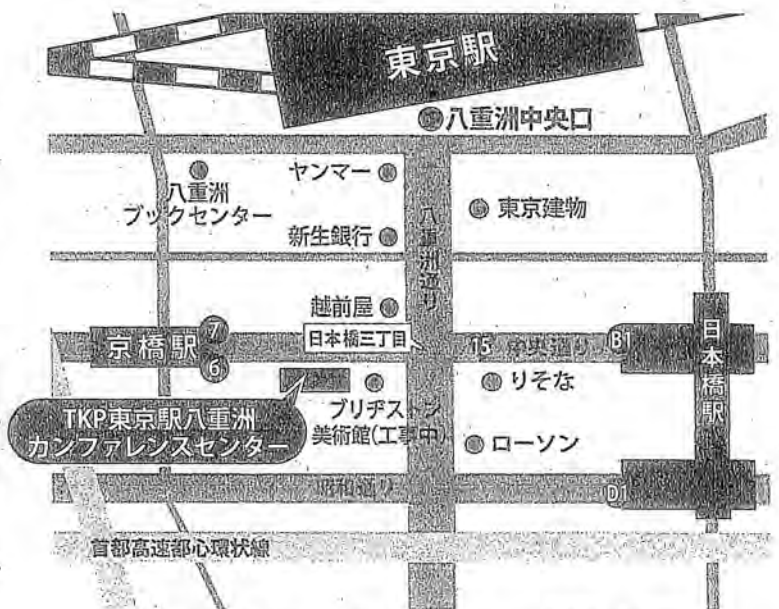 東京駅
八重洲中央口
ヤンマー
八重洲
ブックセンター
東京建物
新生銀行
八重洲通り
越前屋
日本橋三丁目
京橋駅
7
6
15 中央通り
B1
日本橋駅
TKP東京駅八重洲
カンファレンスセンター
ブリヂストン
美術館(工事中)
りそな
ローソン
昭和通り
D1
首都高速都心環状線